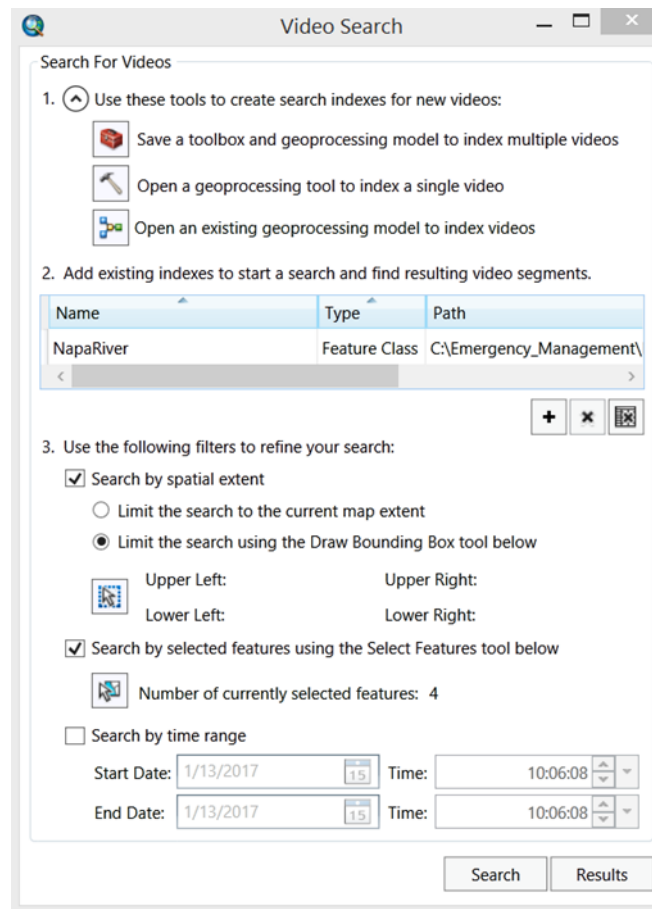 Video Search
Search For Videos
1. Use these tools to create search indexes for new videos:
Save a toolbox and geoprocessing model to index multiple videos
Open a geoprocessing tool to index a single video
Open an existing geoprocessing model to index videos
2. Add existing indexes to start a search and find resulting video segments.
Name Type Path
NapaRiver Feature Class C:\Emergency_Management\
3. Use the following filters to refine your search:
Search by spatial extent
Limit the search to the current map extent
Limit the search using the Draw Bounding Box tool below
Upper Left: Upper Right:
Lower Left: Lower Right:
Search by selected features using the Select Features tool below
Number of currently selected features: 4
Search by time range
Start Date: 1/13/2017 15 Time: 10:06:08
End Date: 1/13/2017 15 Time: 10:06:08
Search Results